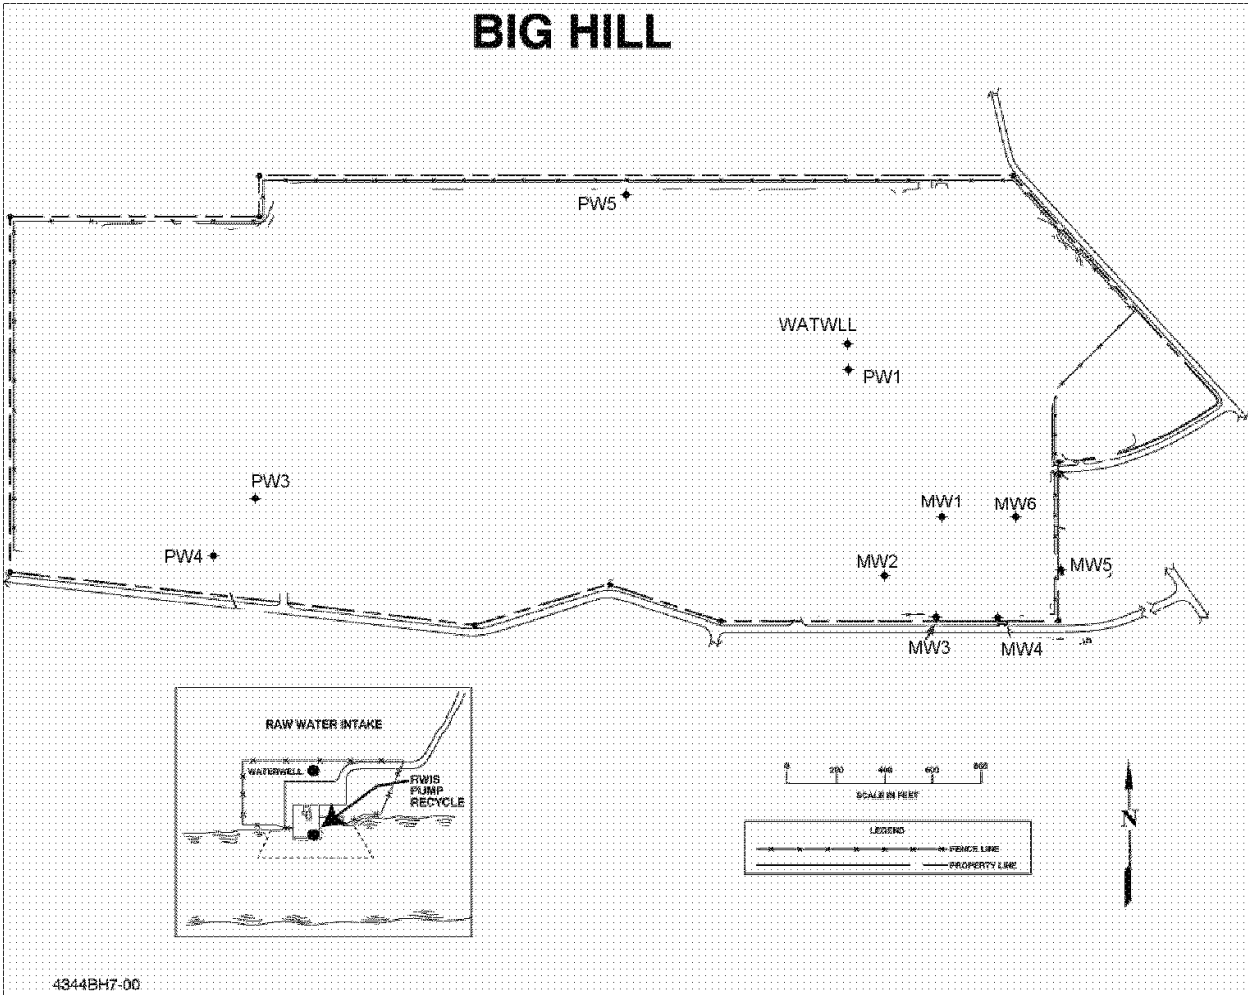 BIG HILL
PW5
WATWLL
PW1
PW3
MW1
MW6
PW4
MW2
MW5
MW3
MW4
RAW WATER INTAKE
WATERWELL
RWIS
PUMP
RECYCLE
0 200 400 600 800
SCALE IN FEET
LEGEND
FENCE LINE
PROPERTY LINE
N
4344BH7-00